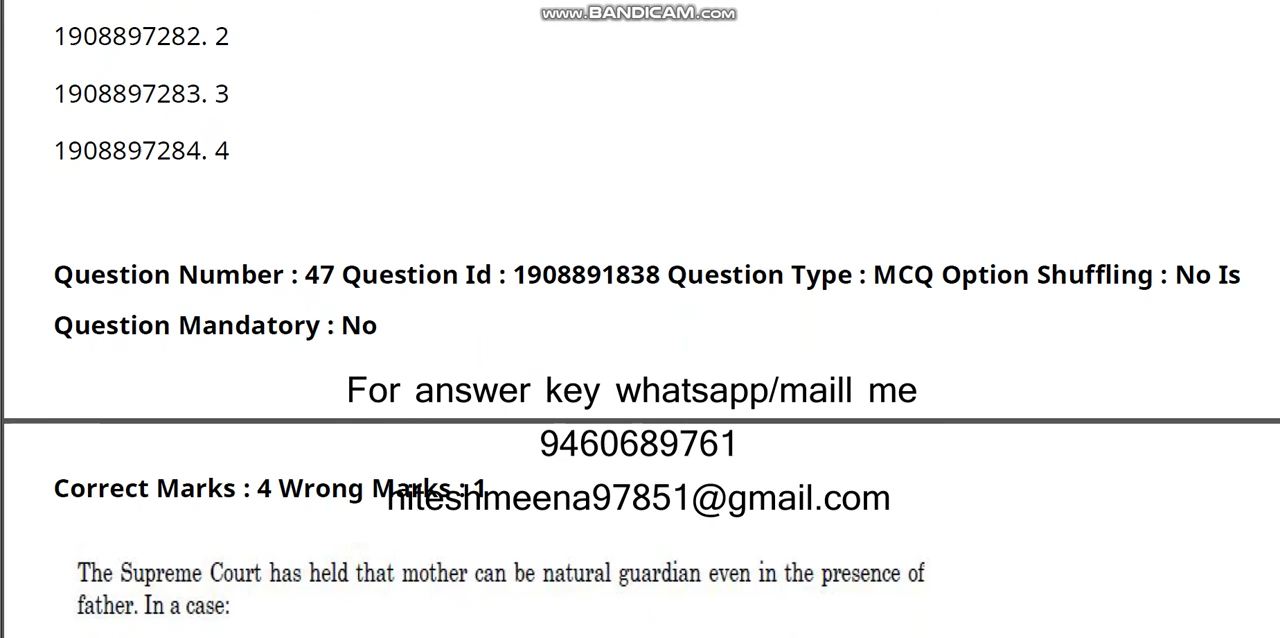 www.BANDICAM.com
1908897282. 2
1908897283. 3
1908897284. 4
Question Number : 47 Question Id : 1908891838 Question Type : MCQ Option Shuffling : No Is
Question Mandatory : No
For answer key whatsapp/maill me
9460689761
Correct Marks : 4 Wrong Marks : 1
hiteshmeena97851@gmail.com
The Supreme Court has held that mother can be natural guardian even in the presence of
father. In a case: